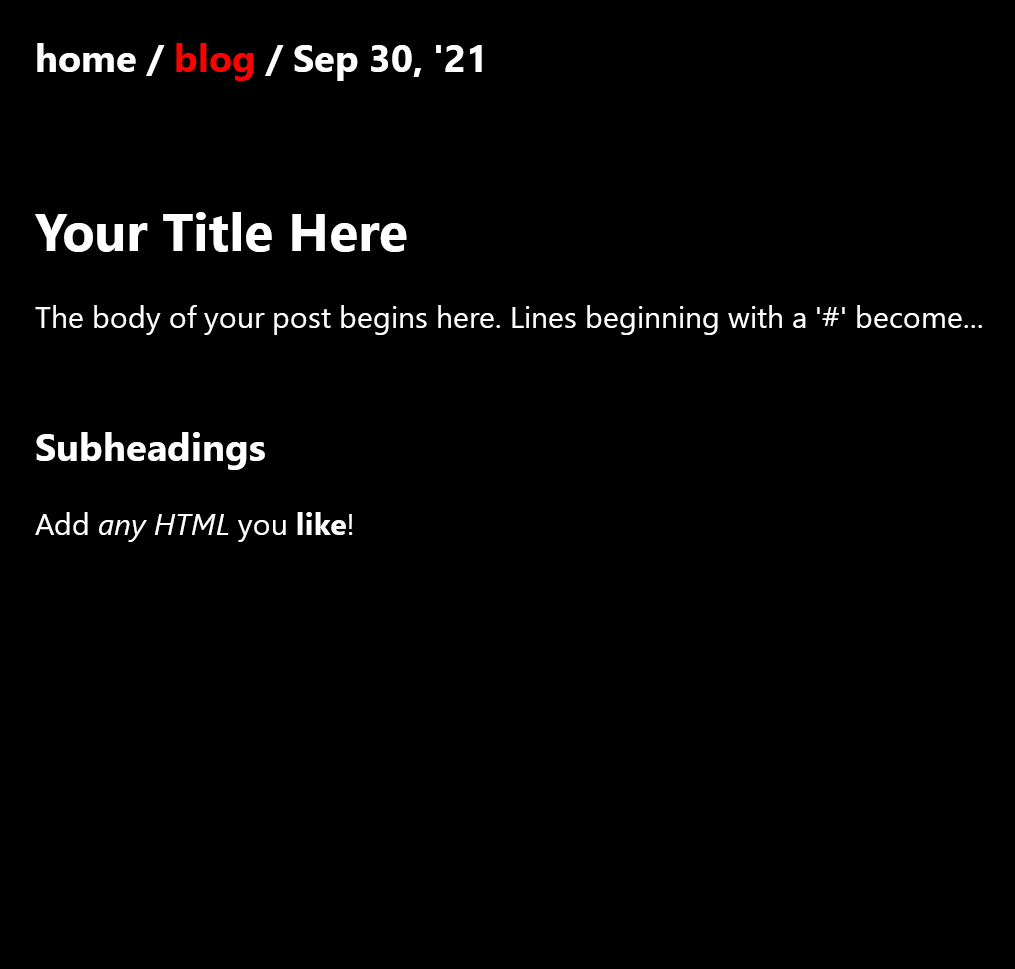 home / blog / Sep 30, '21
Your Title Here
The body of your post begins here. Lines beginning with a '#' become...
Subheadings
Add any HTML you like!